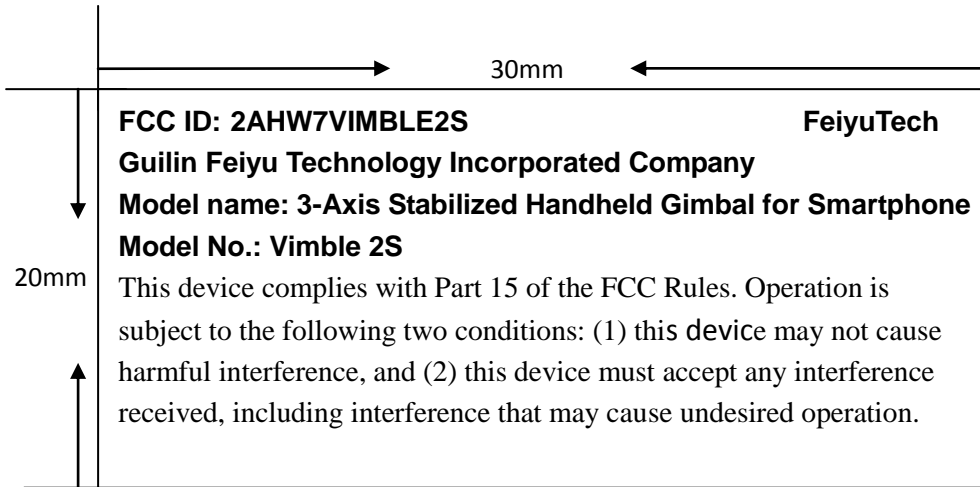 30mm
FCC ID: 2AHW7VIMBLE2S FeiyuTech
Guilin Feiyu Technology Incorporated Company
Model name: 3-Axis Stabilized Handheld Gimbal for Smartphone
Model No.: Vimble 2S
20mm
This device complies with Part 15 of the FCC Rules. Operation is
subject to the following two conditions: (1) this device may not cause
harmful interference, and (2) this device must accept any interference
received, including interference that may cause undesired operation.